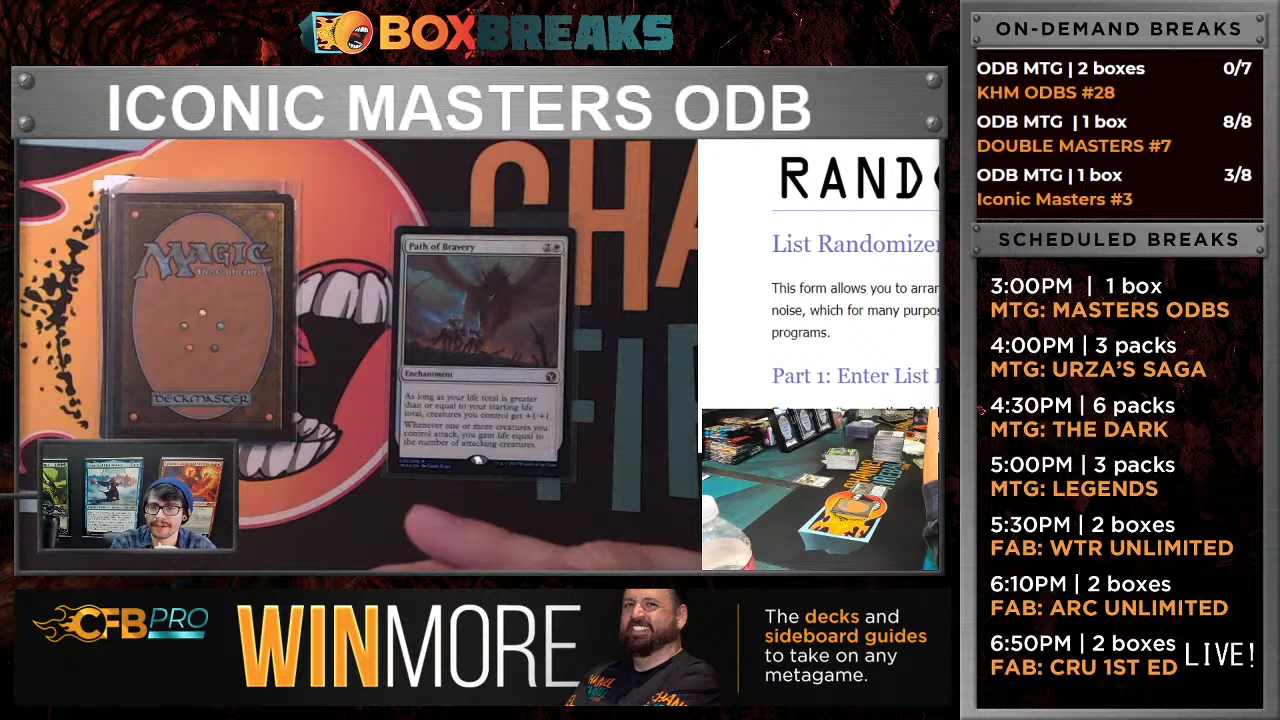 BOXBREAKS
ICONIC MASTERS ODB
MAGIC
The Gathering
DECKMASTER
Path of Bravery
Enchantment
As long as your life total is greater
than or equal to your starting life
total, creatures you control get +1/+1.
Whenever one or more creatures you
control attack, you gain life equal to
the number of attacking creatures.
RAND
List Randomizer
This form allows you to arran
noise, which for many purpo
programs.
Part 1: Enter List
CFBPRO
WINMORE
The decks and
sideboard guides
to take on any
metagame.
ON-DEMAND BREAKS
ODB MTG | 2 boxes 0/7
KHM ODBS #28
ODB MTG | 1 box 8/8
DOUBLE MASTERS #7
ODB MTG | 1 box 3/8
Iconic Masters #3
SCHEDULED BREAKS
3:00PM | 1 box
MTG: MASTERS ODBS
4:00PM | 3 packs
MTG: URZA'S SAGA
4:30PM | 6 packs
MTG: THE DARK
5:00PM | 3 packs
MTG: LEGENDS
5:30PM | 2 boxes
FAB: WTR UNLIMITED
6:10PM | 2 boxes
FAB: ARC UNLIMITED
6:50PM | 2 boxes
FAB: CRU 1ST ED
LIVE!